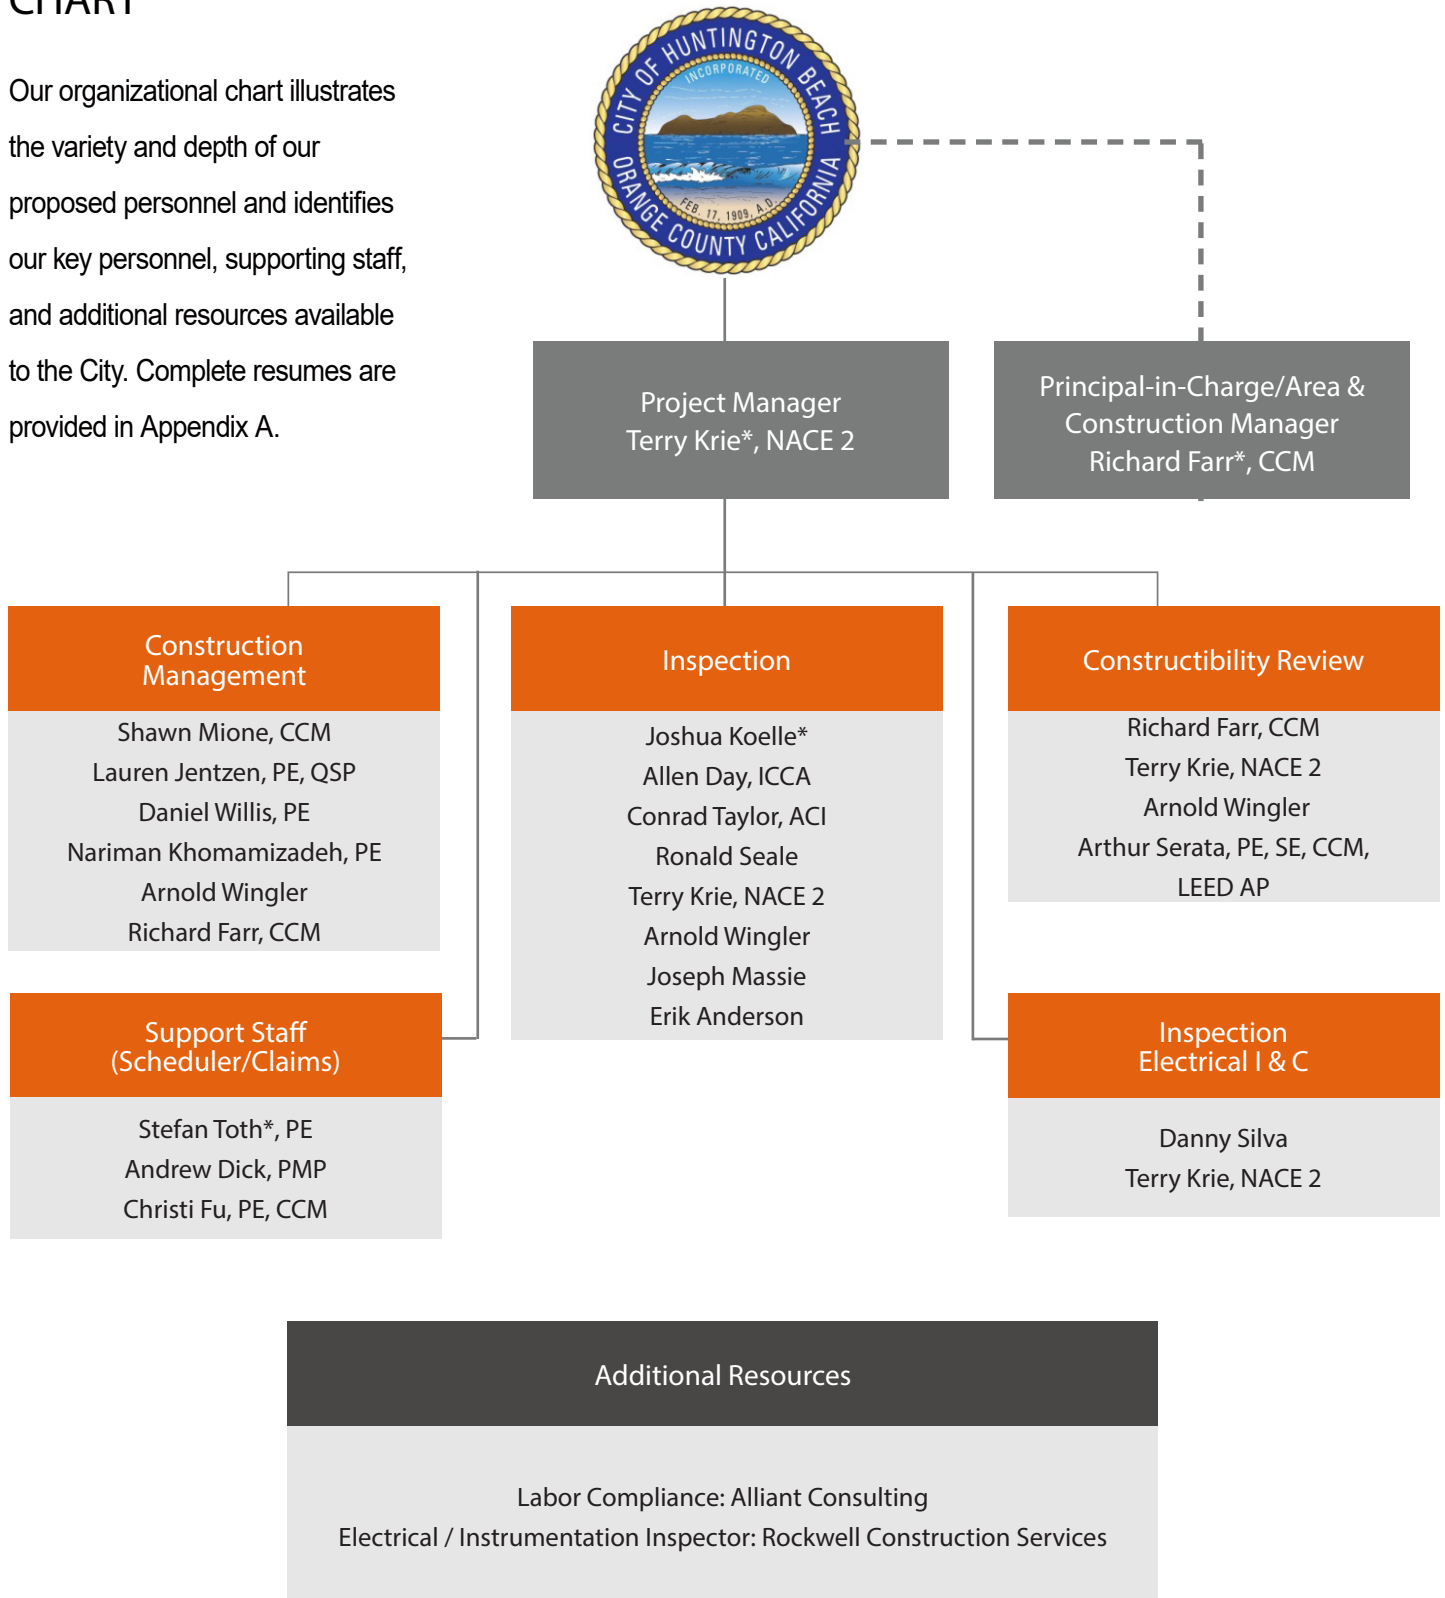 CHART
Our organizational chart illustrates
the variety and depth of our
proposed personnel and identifies
our key personnel, supporting staff,
and additional resources available
to the City. Complete resumes are
provided in Appendix A.
CITY OF HUNTINGTON BEACH
INCORPORATED
FEB. 17, 1909, A.D.
ORANGE COUNTY CALIFORNIA
Project Manager
Terry Krie*, NACE 2
Principal-in-Charge/Area &
Construction Manager
Richard Farr*, CCM
Construction
Management
Shawn Mione, CCM
Lauren Jentzen, PE, QSP
Daniel Willis, PE
Nariman Khomamizadeh, PE
Arnold Wingler
Richard Farr, CCM
Inspection
Joshua Koelle*
Allen Day, ICCA
Conrad Taylor, ACI
Ronald Seale
Terry Krie, NACE 2
Arnold Wingler
Joseph Massie
Erik Anderson
Constructibility Review
Richard Farr, CCM
Terry Krie, NACE 2
Arnold Wingler
Arthur Serata, PE, SE, CCM,
LEED AP
Support Staff
(Scheduler/Claims)
Stefan Toth*, PE
Andrew Dick, PMP
Christi Fu, PE, CCM
Inspection
Electrical I & C
Danny Silva
Terry Krie, NACE 2
Additional Resources
Labor Compliance: Alliant Consulting
Electrical / Instrumentation Inspector: Rockwell Construction Services